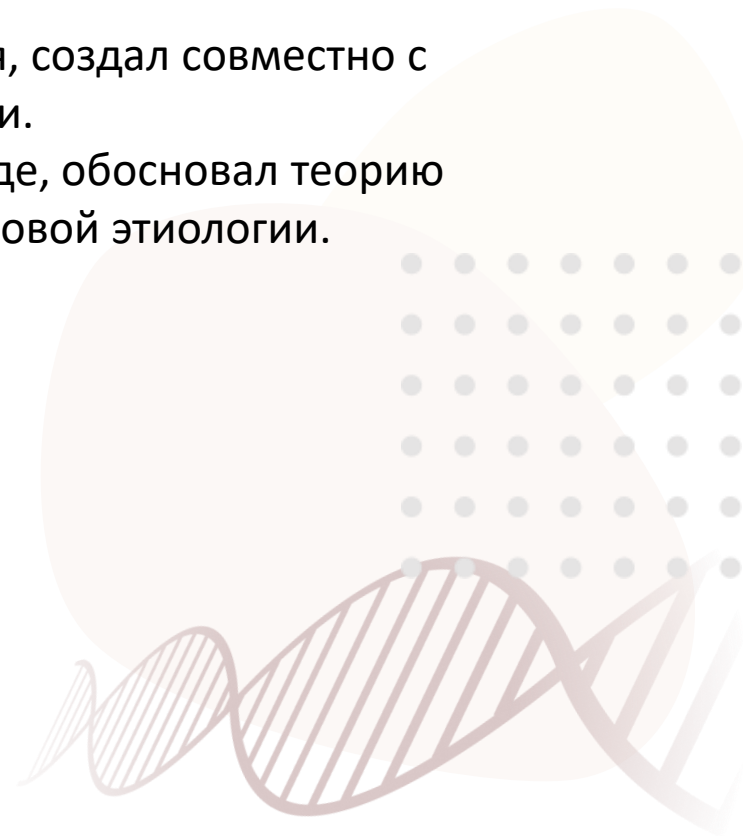 я, создал совместно с
и.
де, обосновал теорию
овой этиологии.